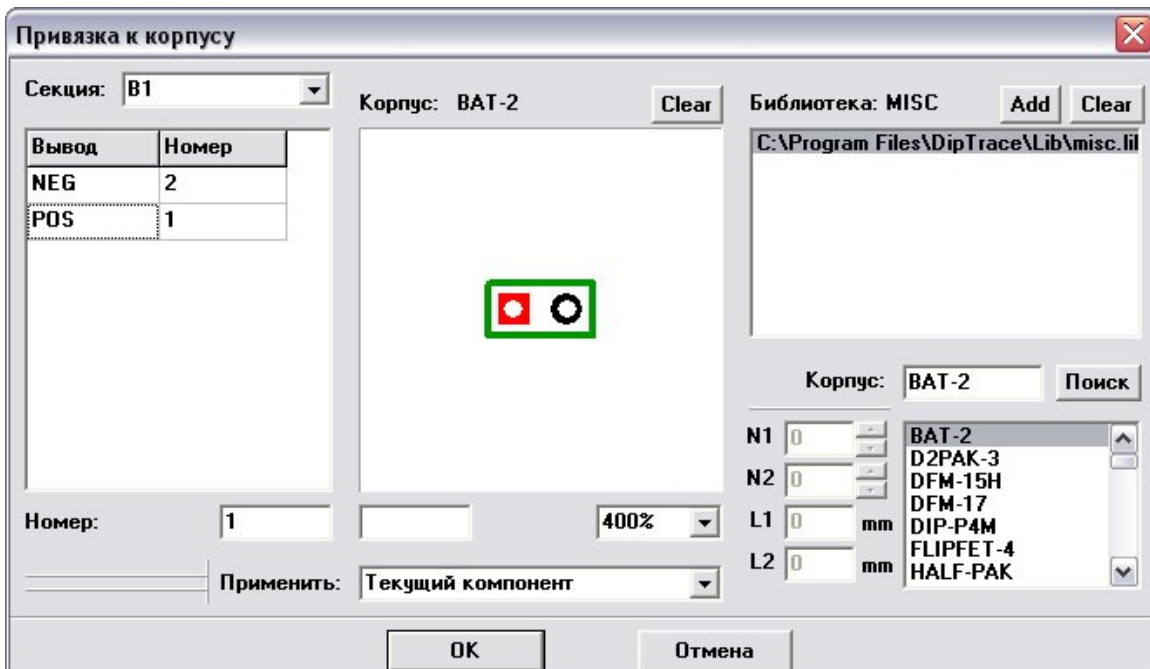 Привязка к корпусу
Секция: B1
Вывод Номер
NEG 2
POS 1
Номер: 1
Корпус: BAT-2 Clear
400%
Применить: Текущий компонент
Библиотека: MISC Add Clear
C:\Program Files\DipTrace\Lib\misc.lil
Корпус: BAT-2 Поиск
N1 0
N2 0
L1 0 mm
L2 0 mm
BAT-2
D2PAK-3
DFM-15H
DFM-17
DIP-P4M
FLIPFET-4
HALF-PAK
OK Отмена